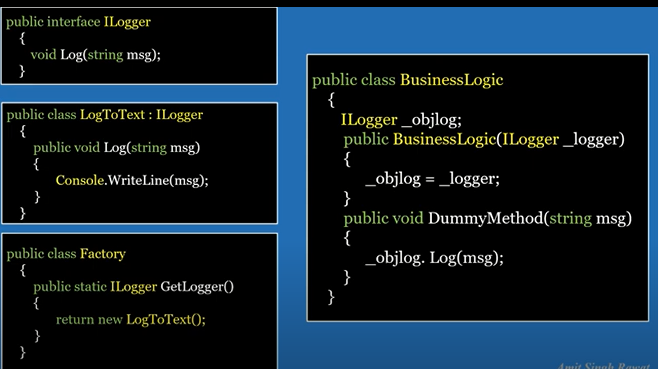 public interface ILogger
{
void Log(string msg);
}
public class LogToText : ILogger
{
public void Log(string msg)
{
Console.WriteLine(msg);
}
}
public class Factory
{
public static ILogger GetLogger()
{
return new LogToText();
}
}
public class BusinessLogic
{
ILogger _objlog;
public BusinessLogic(ILogger _logger)
{
_objlog = _logger;
}
public void DummyMethod(string msg)
{
_objlog. Log(msg);
}
}
Amit Singh Rawat